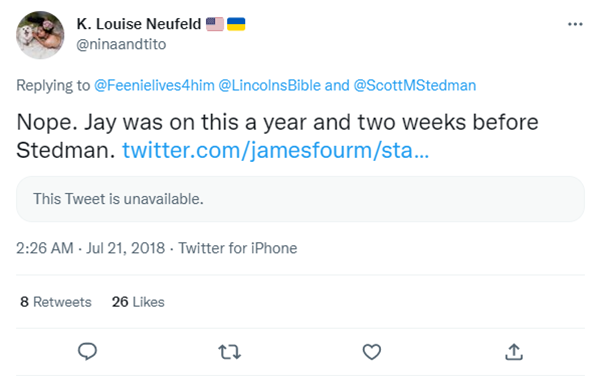 K. Louise Neufeld 🇺🇸🇺🇦
@ninaandtito
Replying to @Feenielives4him @LincolnsBible and @ScottMStedman
Nope. Jay was on this a year and two weeks before
Stedman. twitter.com/jamesfourm/sta...
This Tweet is unavailable.
2:26 AM · Jul 21, 2018 · Twitter for iPhone
8 Retweets 26 Likes